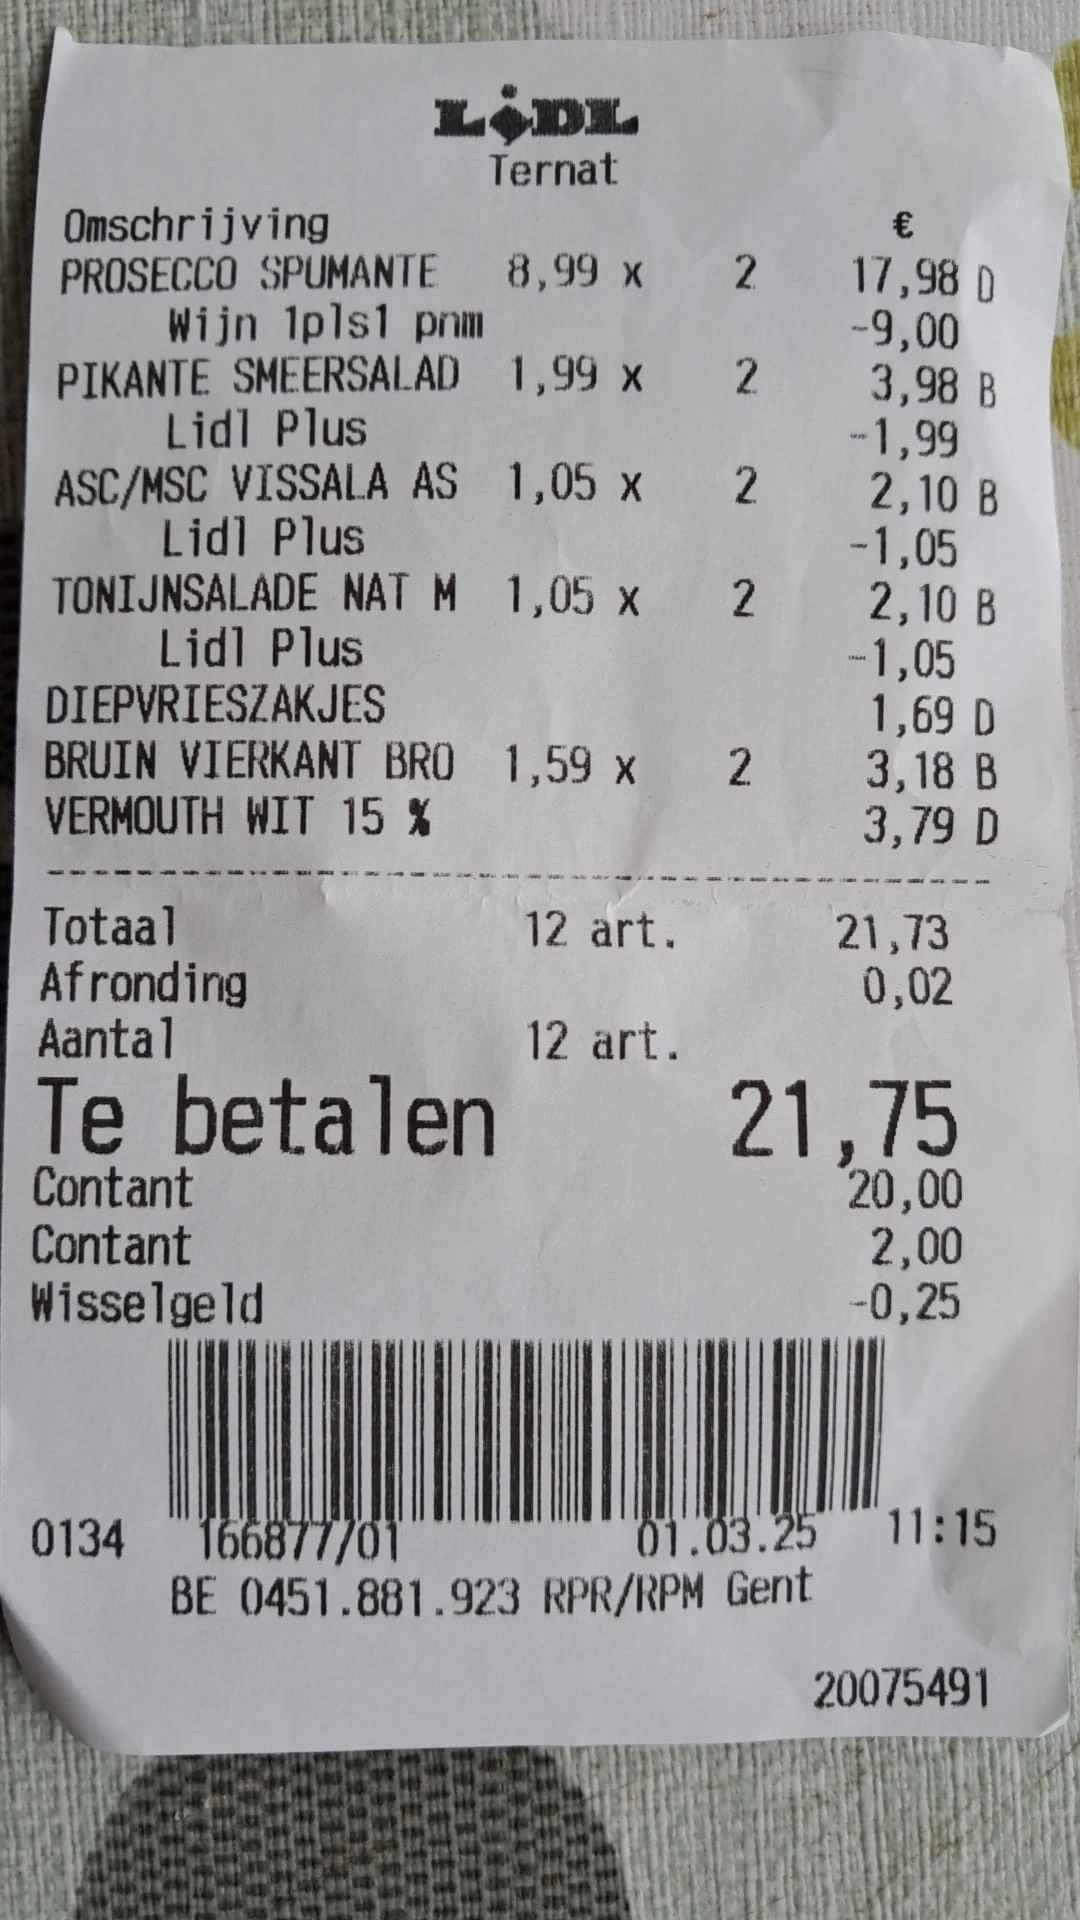 LiDL
Ternat
Omschrijving €
PROSECCO SPUMANTE 8,99 x 2 17,98 D
Wijn 1pls1 pnm -9,00
PIKANTE SMEERSALAD 1,99 x 2 3,98 B
Lidl Plus -1,99
ASC/MSC VISSALA AS 1,05 x 2 2,10 B
Lidl Plus -1,05
TONIJNSALADE NAT M 1,05 x 2 2,10 B
Lidl Plus -1,05
DIEPVRIESZAKJES 1,69 D
BRUIN VIERKANT BRO 1,59 x 2 3,18 B
VERMOUTH WIT 15 % 3,79 D
Totaal 12 art. 21,73
Afronding 0,02
Aantal 12 art.
Te betalen 21,75
Contant 20,00
Contant 2,00
Wisselgeld -0,25
0134 166877/01 01.03.25 11:15
BE 0451.881.923 RPR/RPM Gent
20075491